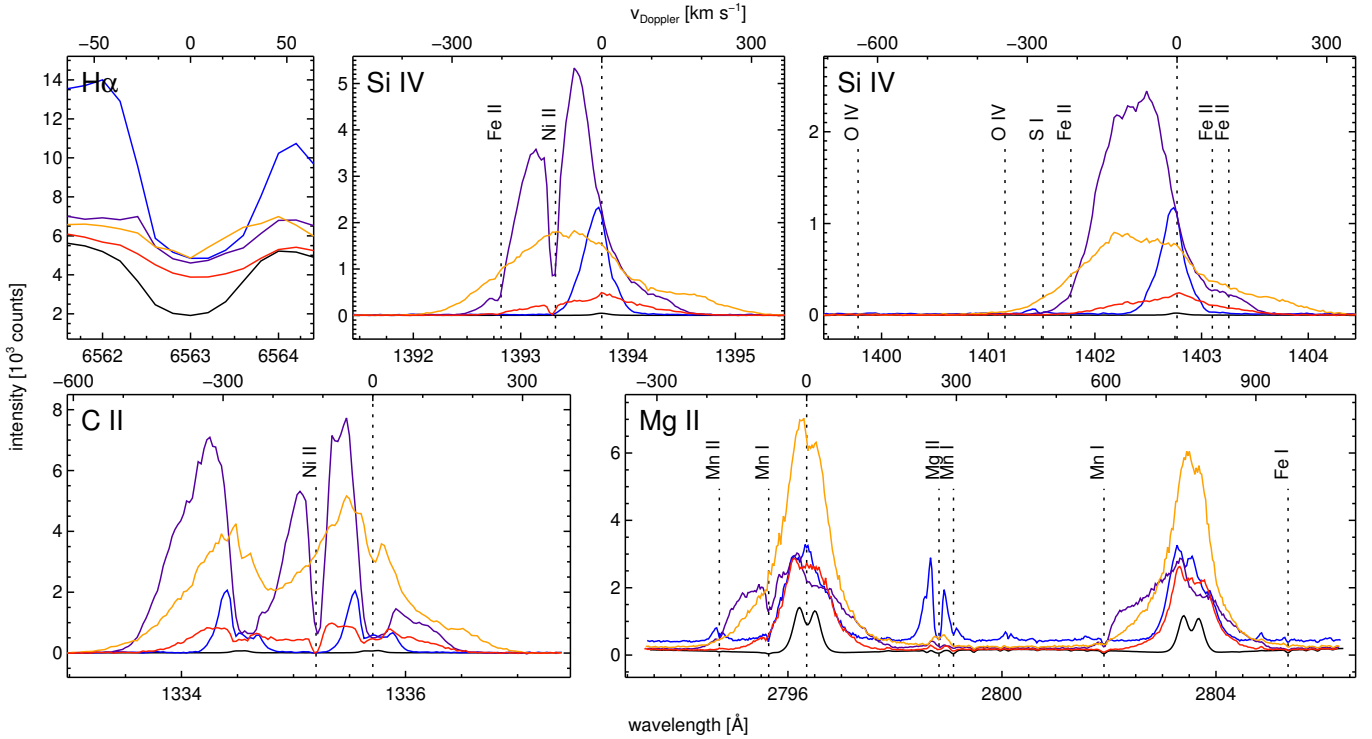 v_Doppler [km s⁻¹]
−50 0 50
−300 0 300
−600 −300 0 300
Hα
Si IV
Si IV
14
12
10
8
6
4
2
5
4
3
2
1
0
2
1
0
Fe II
Ni II
O IV
O IV
S I
Fe II
Fe II
Fe II
6562 6563 6564
1392 1393 1394 1395
1400 1401 1402 1403 1404
intensity [10³ counts]
−600 −300 0 300
−300 0 300 600 900
C II
Mg II
8
6
4
2
0
6
4
2
0
Ni II
Mn II
Mn I
Mg II
Mn I
Mn I
Fe I
1334 1336
2796 2800 2804
wavelength [Å]